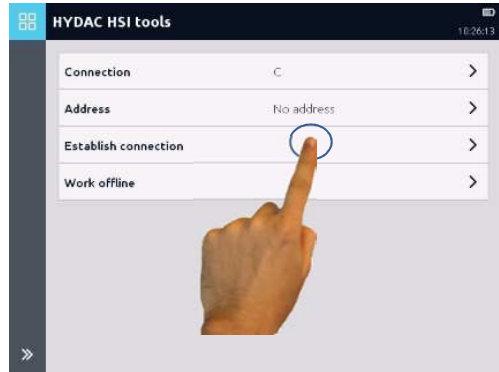 HYDAC HSI tools
10:26:13
Connection C
Address No address
Establish connection
Work offline